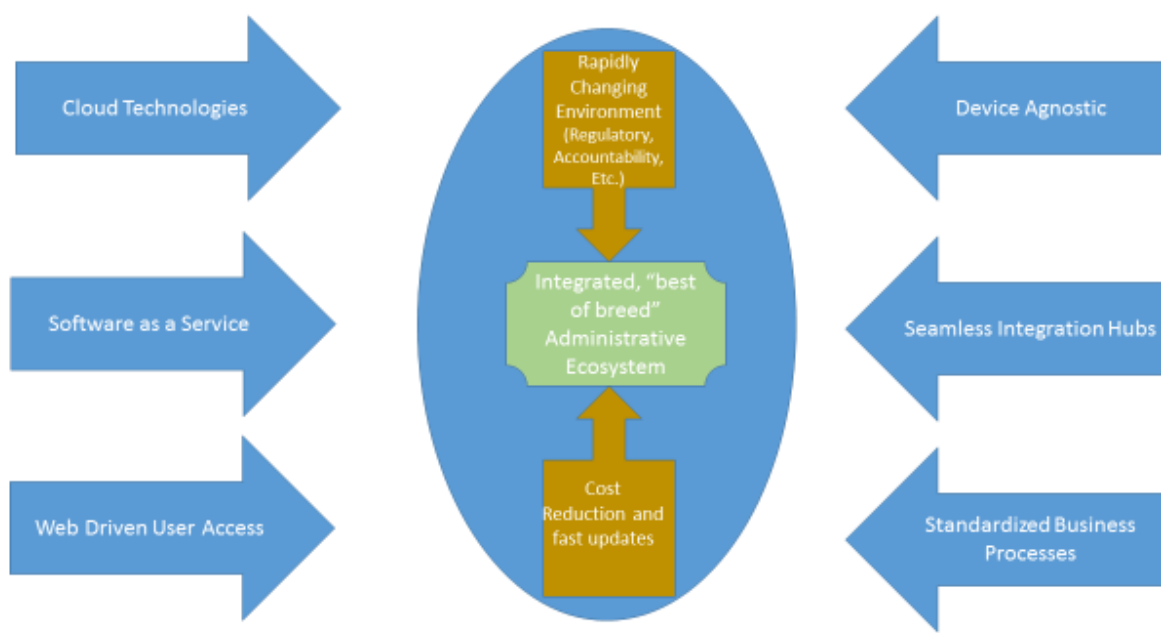 Cloud Technologies
Software as a Service
Web Driven User Access
Rapidly
Changing
Environment
(Regulatory,
Accountability,
Etc.)
Integrated, “best
of breed”
Administrative
Ecosystem
Cost
Reduction and
fast updates
Device Agnostic
Seamless Integration Hubs
Standardized Business
Processes